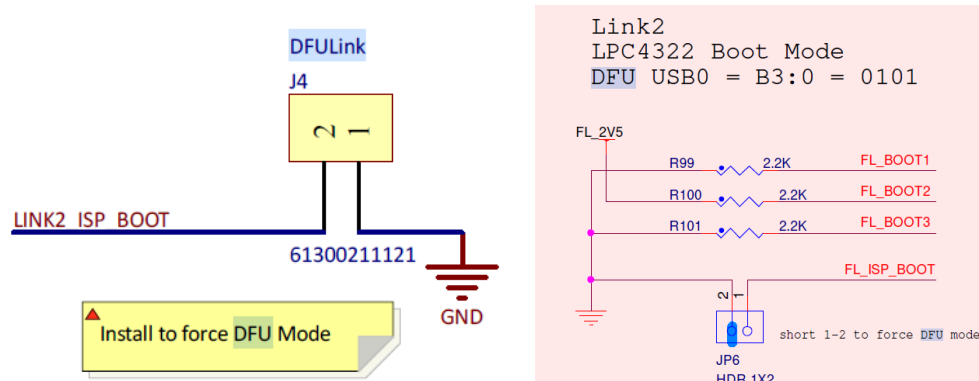 DFULink
J4
2
1
LINK2 ISP_BOOT
61300211121
GND
Install to force DFU Mode
Link2
LPC4322 Boot Mode
DFU USB0 = B3:0 = 0101
FL_2V5
R99 2.2K FL_BOOT1
R100 2.2K FL_BOOT2
R101 2.2K FL_BOOT3
FL_ISP_BOOT
2
1
short 1-2 to force DFU mode
JP6
HDR 1X2